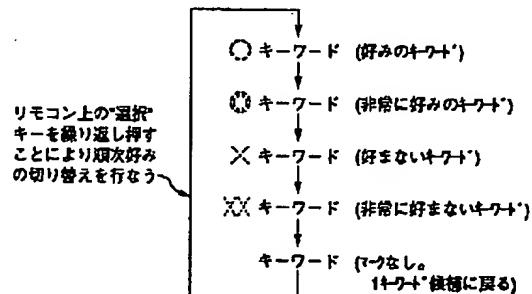 ○ キーワード (好みのキーワード)
◎ キーワード (非常に好みのキーワード)
リモコン上の"選択"
キーを繰り返し押す
ことにより順次好み
の切り替えを行なう
× キーワード (好まないキーワード)
×× キーワード (非常に好まないキーワード)
キーワード (マークなし。
1キーワード候補に戻る)